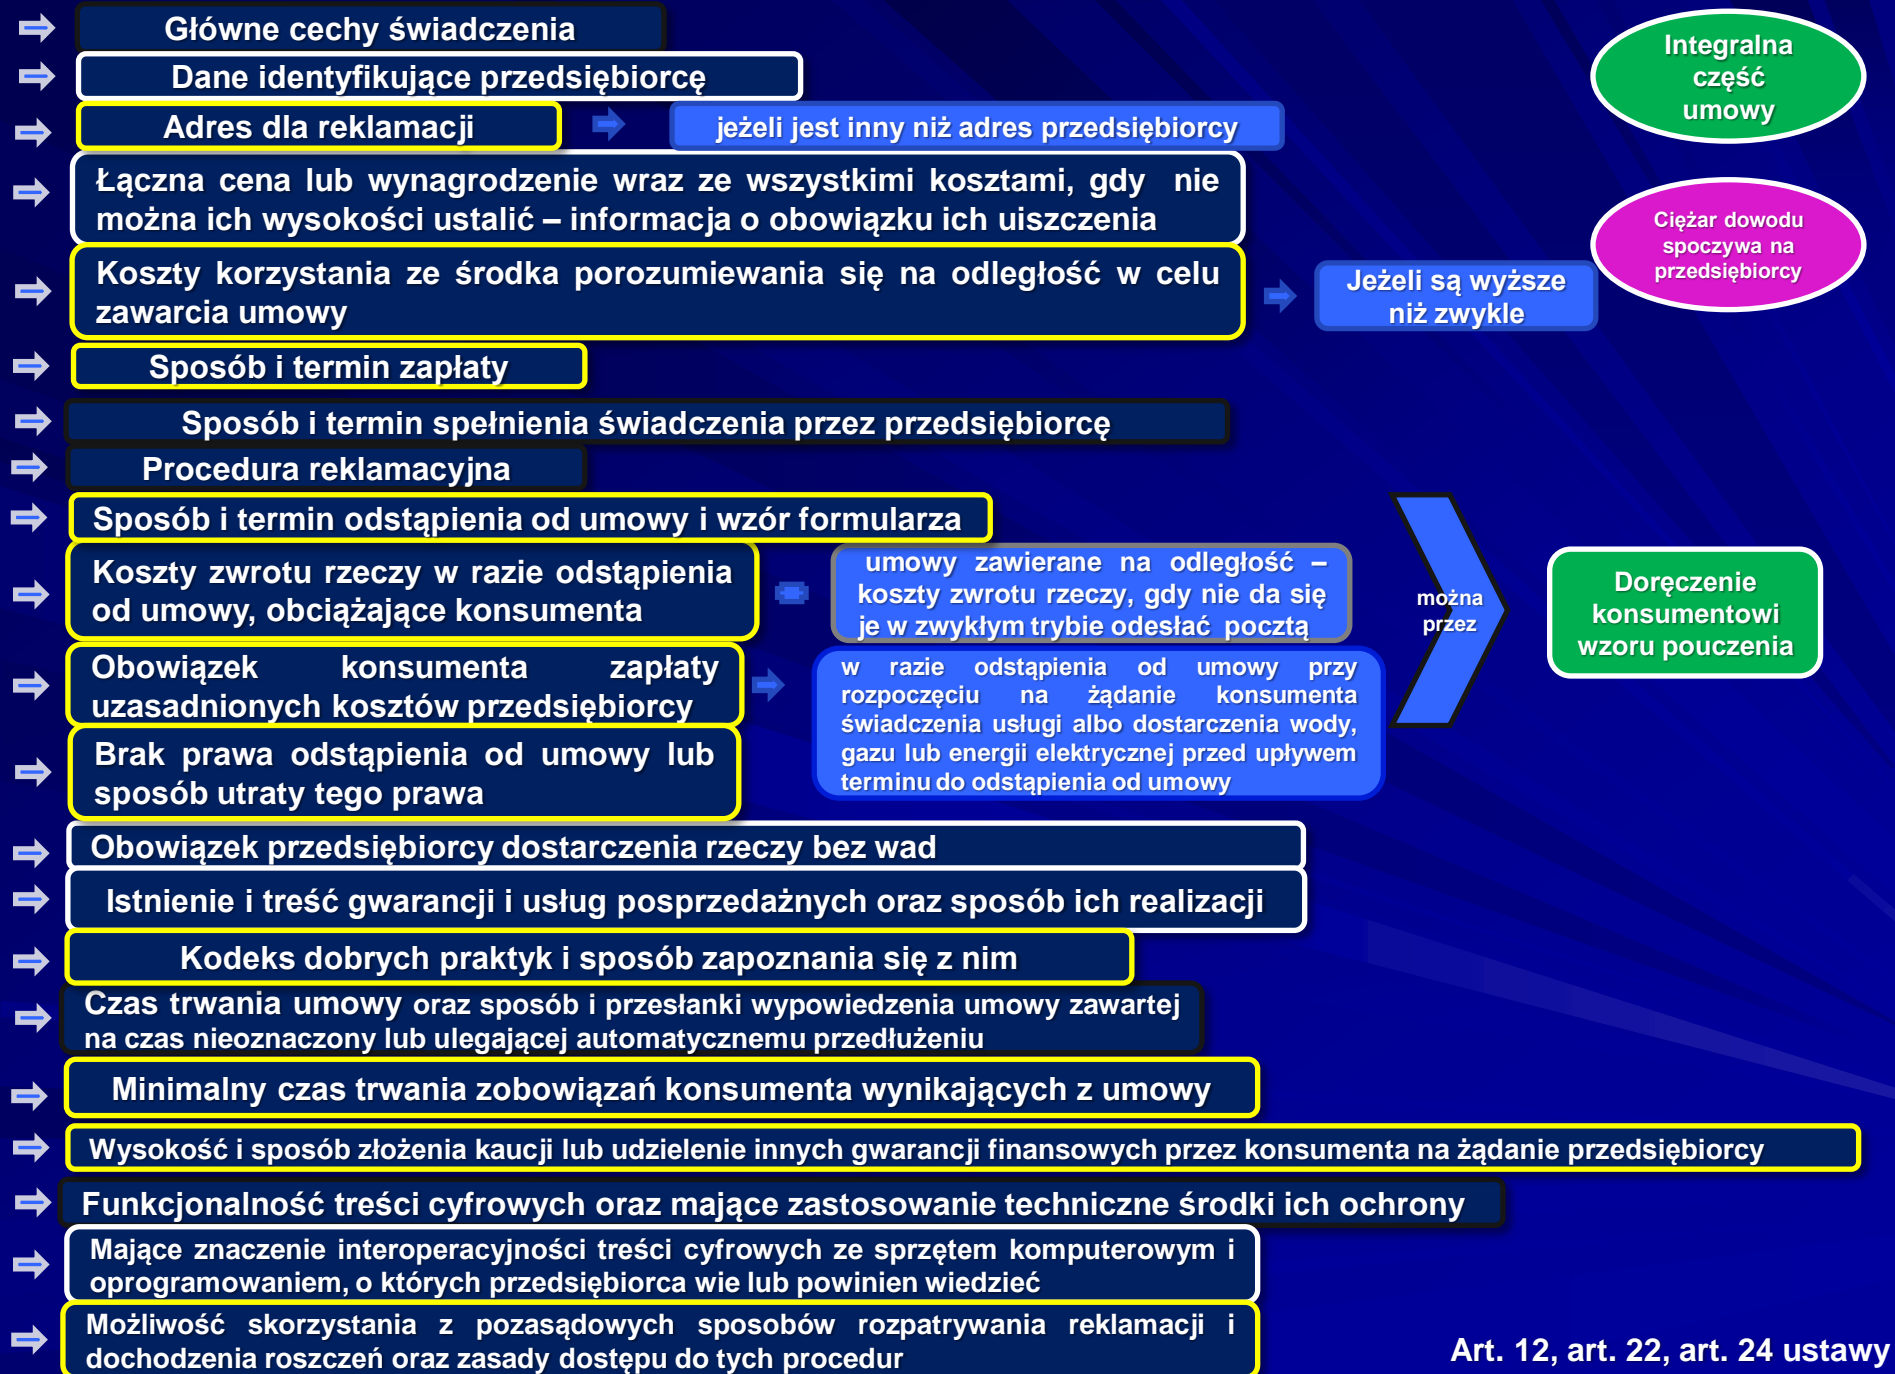 Główne cechy świadczenia
Dane identyfikujące przedsiębiorcę
Adres dla reklamacji
jeżeli jest inny niż adres przedsiębiorcy
Integralna
część
umowy
Łączna cena lub wynagrodzenie wraz ze wszystkimi kosztami, gdy nie
można ich wysokości ustalić – informacja o obowiązku ich uiszczenia
Ciężar dowodu
spoczywa na
przedsiębiorcy
Koszty korzystania ze środka porozumiewania się na odległość w celu
zawarcia umowy
Jeżeli są wyższe
niż zwykle
Sposób i termin zapłaty
Sposób i termin spełnienia świadczenia przez przedsiębiorcę
Procedura reklamacyjna
Sposób i termin odstąpienia od umowy i wzór formularza
Koszty zwrotu rzeczy w razie odstąpienia
od umowy, obciążające konsumenta
umowy zawierane na odległość –
koszty zwrotu rzeczy, gdy nie da się
je w zwykłym trybie odesłać pocztą
można
przez
Doręczenie
konsumentowi
wzoru pouczenia
Obowiązek konsumenta zapłaty
uzasadnionych kosztów przedsiębiorcy
w razie odstąpienia od umowy przy
rozpoczęciu na żądanie konsumenta
świadczenia usługi albo dostarczenia wody,
gazu lub energii elektrycznej przed upływem
terminu do odstąpienia od umowy
Brak prawa odstąpienia od umowy lub
sposób utraty tego prawa
Obowiązek przedsiębiorcy dostarczenia rzeczy bez wad
Istnienie i treść gwarancji i usług posprzedażnych oraz sposób ich realizacji
Kodeks dobrych praktyk i sposób zapoznania się z nim
Czas trwania umowy oraz sposób i przesłanki wypowiedzenia umowy zawartej
na czas nieoznaczony lub ulegającej automatycznemu przedłużeniu
Minimalny czas trwania zobowiązań konsumenta wynikających z umowy
Wysokość i sposób złożenia kaucji lub udzielenie innych gwarancji finansowych przez konsumenta na żądanie przedsiębiorcy
Funkcjonalność treści cyfrowych oraz mające zastosowanie techniczne środki ich ochrony
Mające znaczenie interoperacyjności treści cyfrowych ze sprzętem komputerowym i
oprogramowaniem, o których przedsiębiorca wie lub powinien wiedzieć
Możliwość skorzystania z pozasądowych sposobów rozpatrywania reklamacji i
dochodzenia roszczeń oraz zasady dostępu do tych procedur
Art. 12, art. 22, art. 24 ustawy